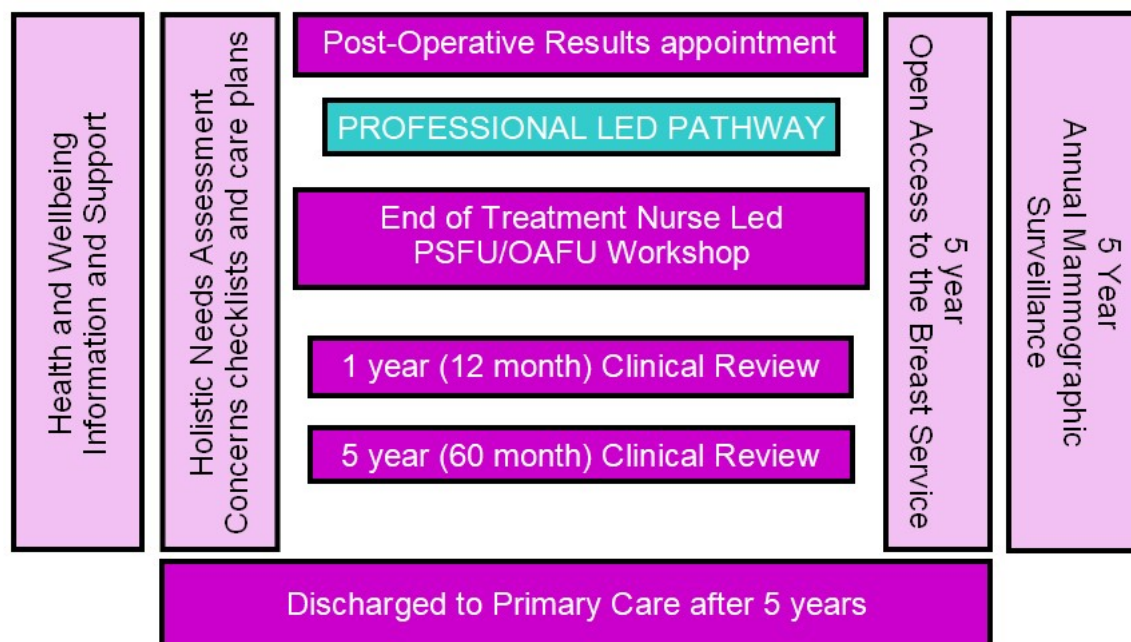 Health and Wellbeing
Information and Support
Holistic Needs Assessment
Concerns checklists and care plans
Post-Operative Results appointment
PROFESSIONAL LED PATHWAY
End of Treatment Nurse Led
PSFU/OAFU Workshop
1 year (12 month) Clinical Review
5 year (60 month) Clinical Review
5 year
Open Access to the Breast Service
5 Year
Annual Mammographic
Surveillance
Discharged to Primary Care after 5 years